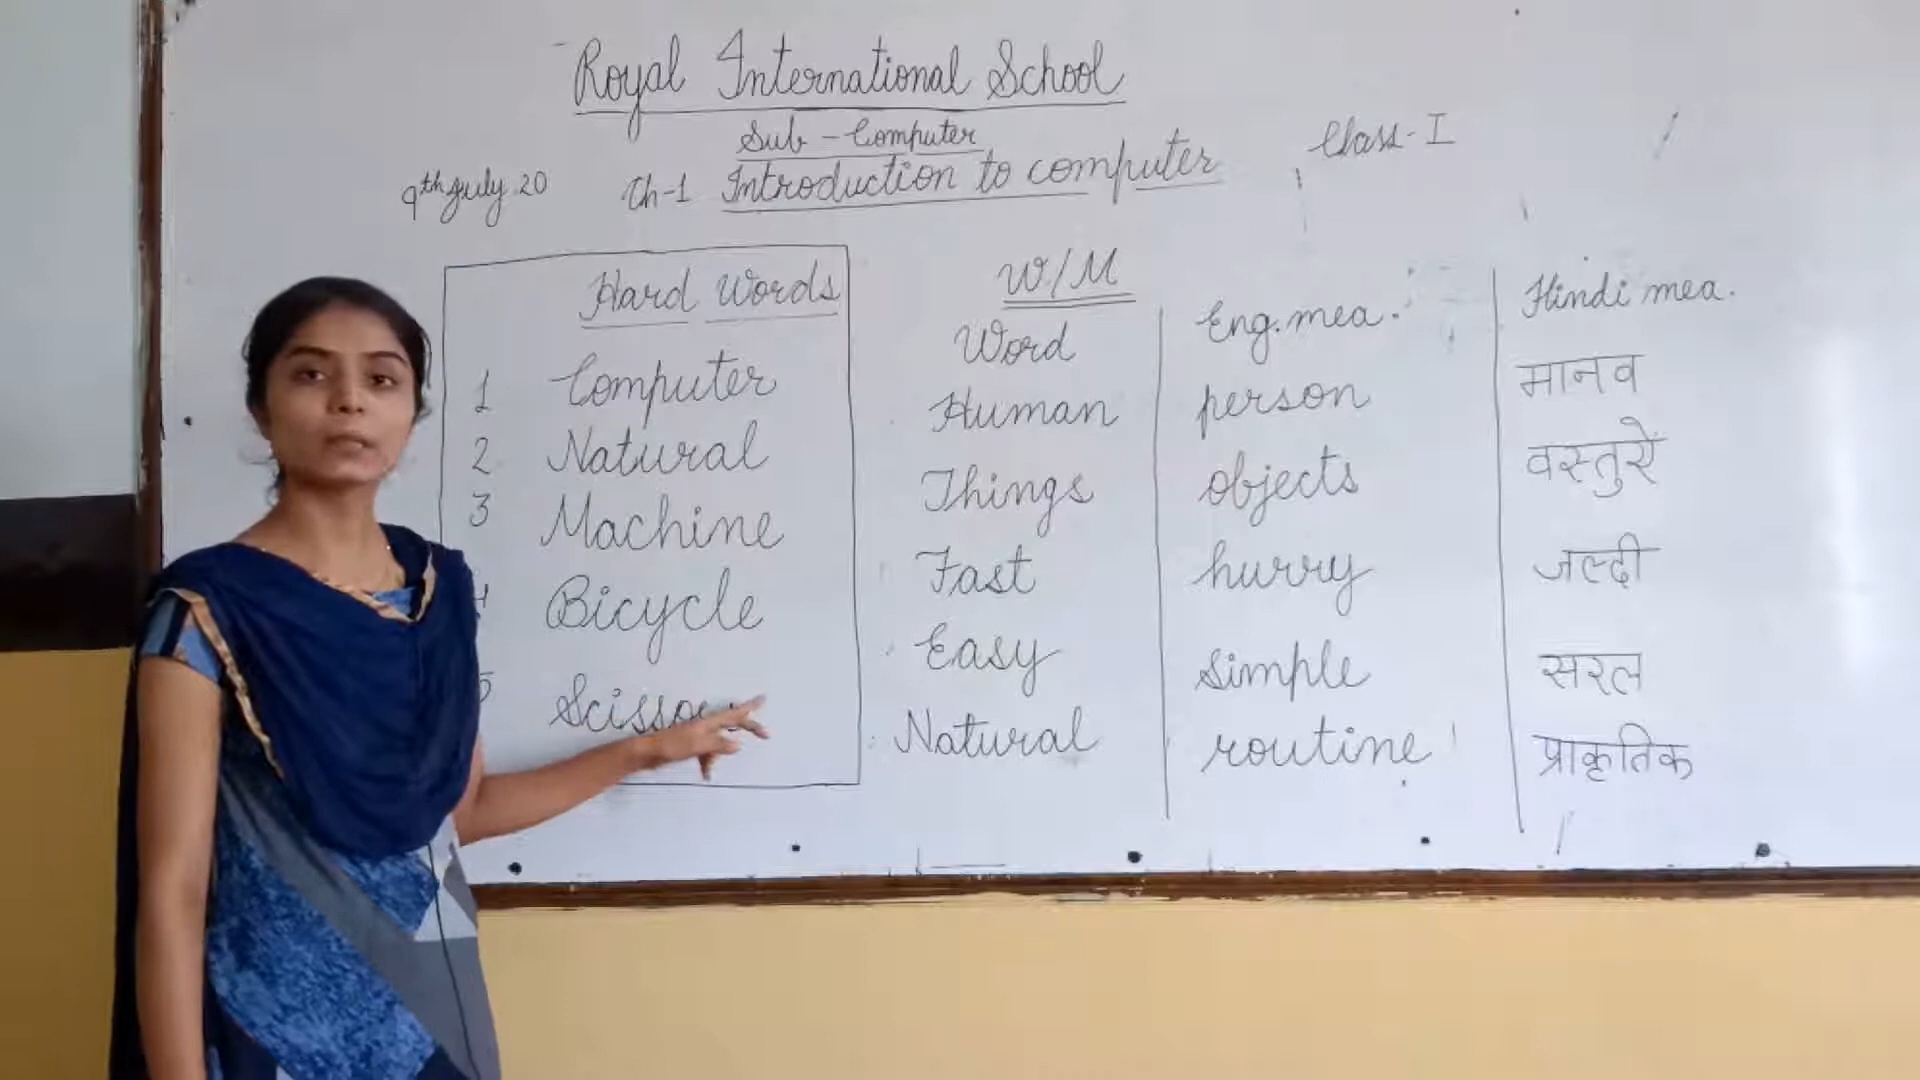 Royal International School
Sub - Computer
Class - I
9th July 20
Ch-1 Introduction to computer
Hard Words
1 Computer
2 Natural
3 Machine
4 Bicycle
5
W/M
Word Eng. mea. Hindi mea.
Human person मानव
Things objects वस्तुएें
Fast hurry जल्दी
Easy simple सरल
Natural routine प्राकृतिक